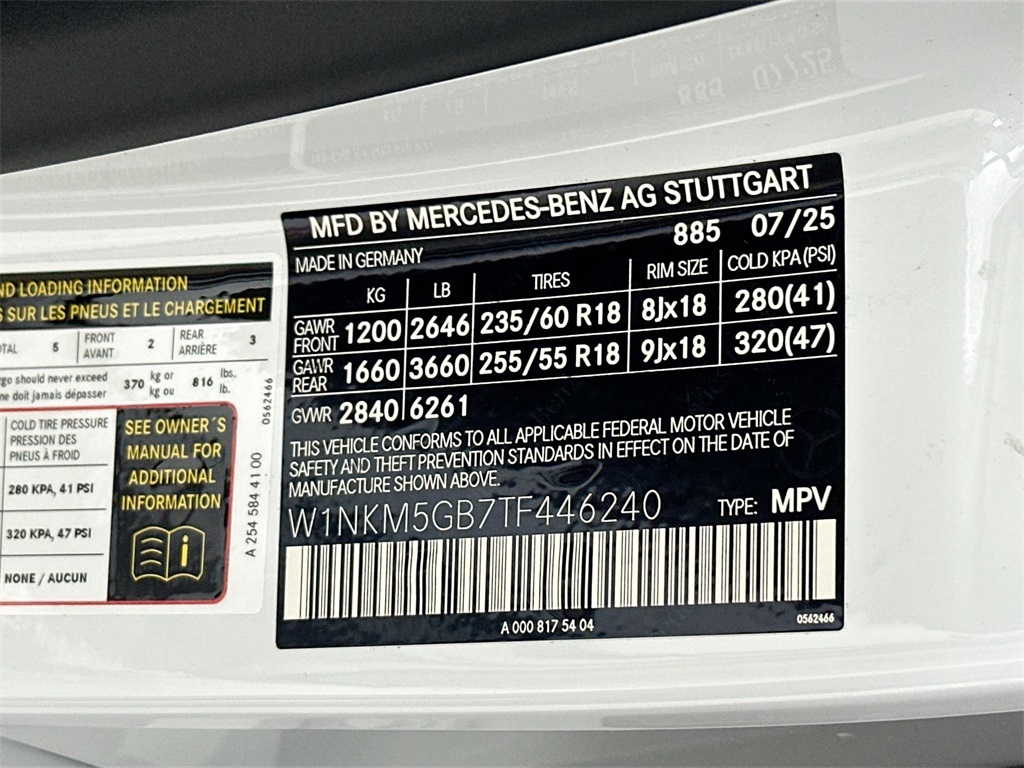 ND LOADING INFORMATION
S SUR LES PNEUS ET LE CHARGEMENT
TAL 5 FRONT AVANT 2 REAR ARRIÈRE 3
go should never exceed 370 kg or 816 lbs.
ne doit jamais dépasser kg ou lb.
COLD TIRE PRESSURE
PRESSION DES
PNEUS À FROID
280 KPA, 41 PSI
320 KPA, 47 PSI
NONE / AUCUN
SEE OWNER´S
MANUAL FOR
ADDITIONAL
INFORMATION
0562466
A 254 584 41 00
MFD BY MERCEDES-BENZ AG STUTTGART
885 07/25
MADE IN GERMANY
KG LB TIRES RIM SIZE COLD KPA (PSI)
GAWR FRONT 1200 2646 235/60 R18 8Jx18 280(41)
GAWR REAR 1660 3660 255/55 R18 9Jx18 320(47)
GVWR 2840 6261
THIS VEHICLE CONFORMS TO ALL APPLICABLE FEDERAL MOTOR VEHICLE
SAFETY AND THEFT PREVENTION STANDARDS IN EFFECT ON THE DATE OF
MANUFACTURE SHOWN ABOVE.
W1NKM5GB7TF446240 TYPE: MPV
A 000 817 54 04
0562466